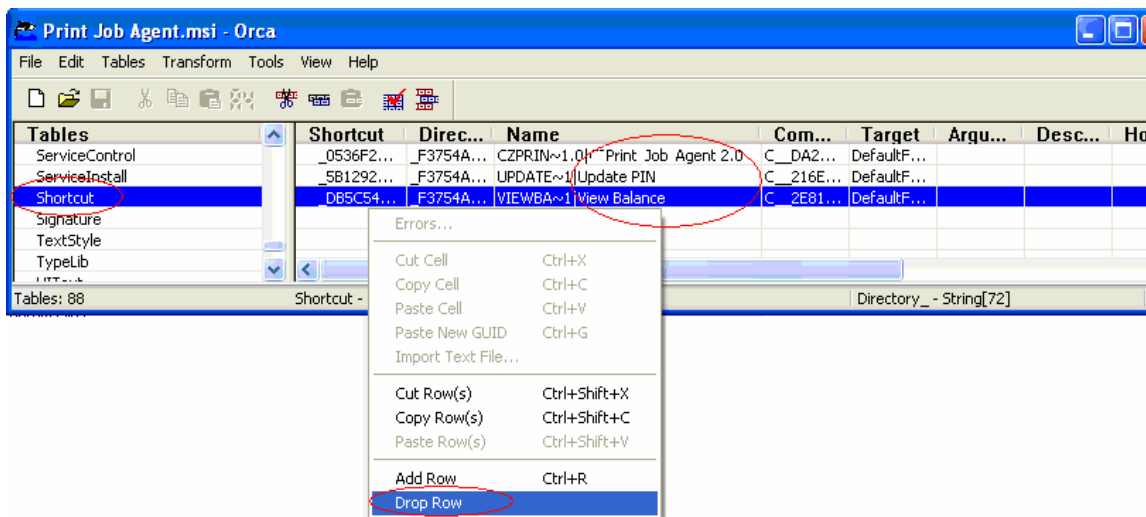 Print Job Agent.msi - Orca
File Edit Tables Transform Tools View Help
Tables
ServiceControl
ServiceInstall
Shortcut
Signature
TextStyle
TypeLib
Shortcut Direc... Name Com... Target Argu... Desc... Ho
_0536F2... _F3754A... Print Job Agent 2.0 C__DA2... DefaultF...
_5B1292... _F3754A... UPDATE~1|Update PIN C__216E... DefaultF...
_DB5C54... _F3754A... VIEWBA~1|View Balance C__2E81... DefaultF...
Tables: 88 Shortcut - Directory_ - String[72]
Errors...
Cut Cell Ctrl+X
Copy Cell Ctrl+C
Paste Cell Ctrl+V
Paste New GUID Ctrl+G
Import Text File...
Cut Row(s) Ctrl+Shift+X
Copy Row(s) Ctrl+Shift+C
Paste Row(s) Ctrl+Shift+V
Add Row Ctrl+R
Drop Row